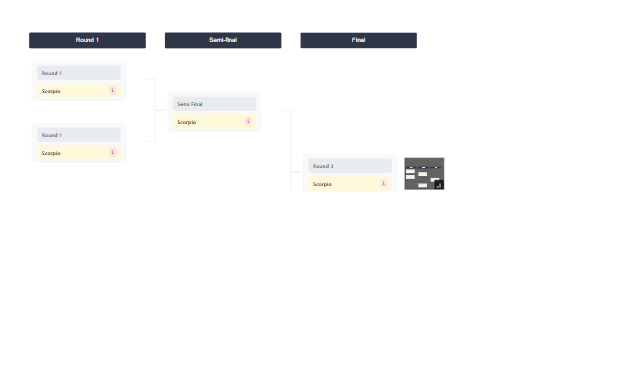 Round 1
Semi-final
Final
Round 1
Scorpio L
Round 1
Scorpio L
Semi Final
Scorpio L
Round 3
Scorpio L